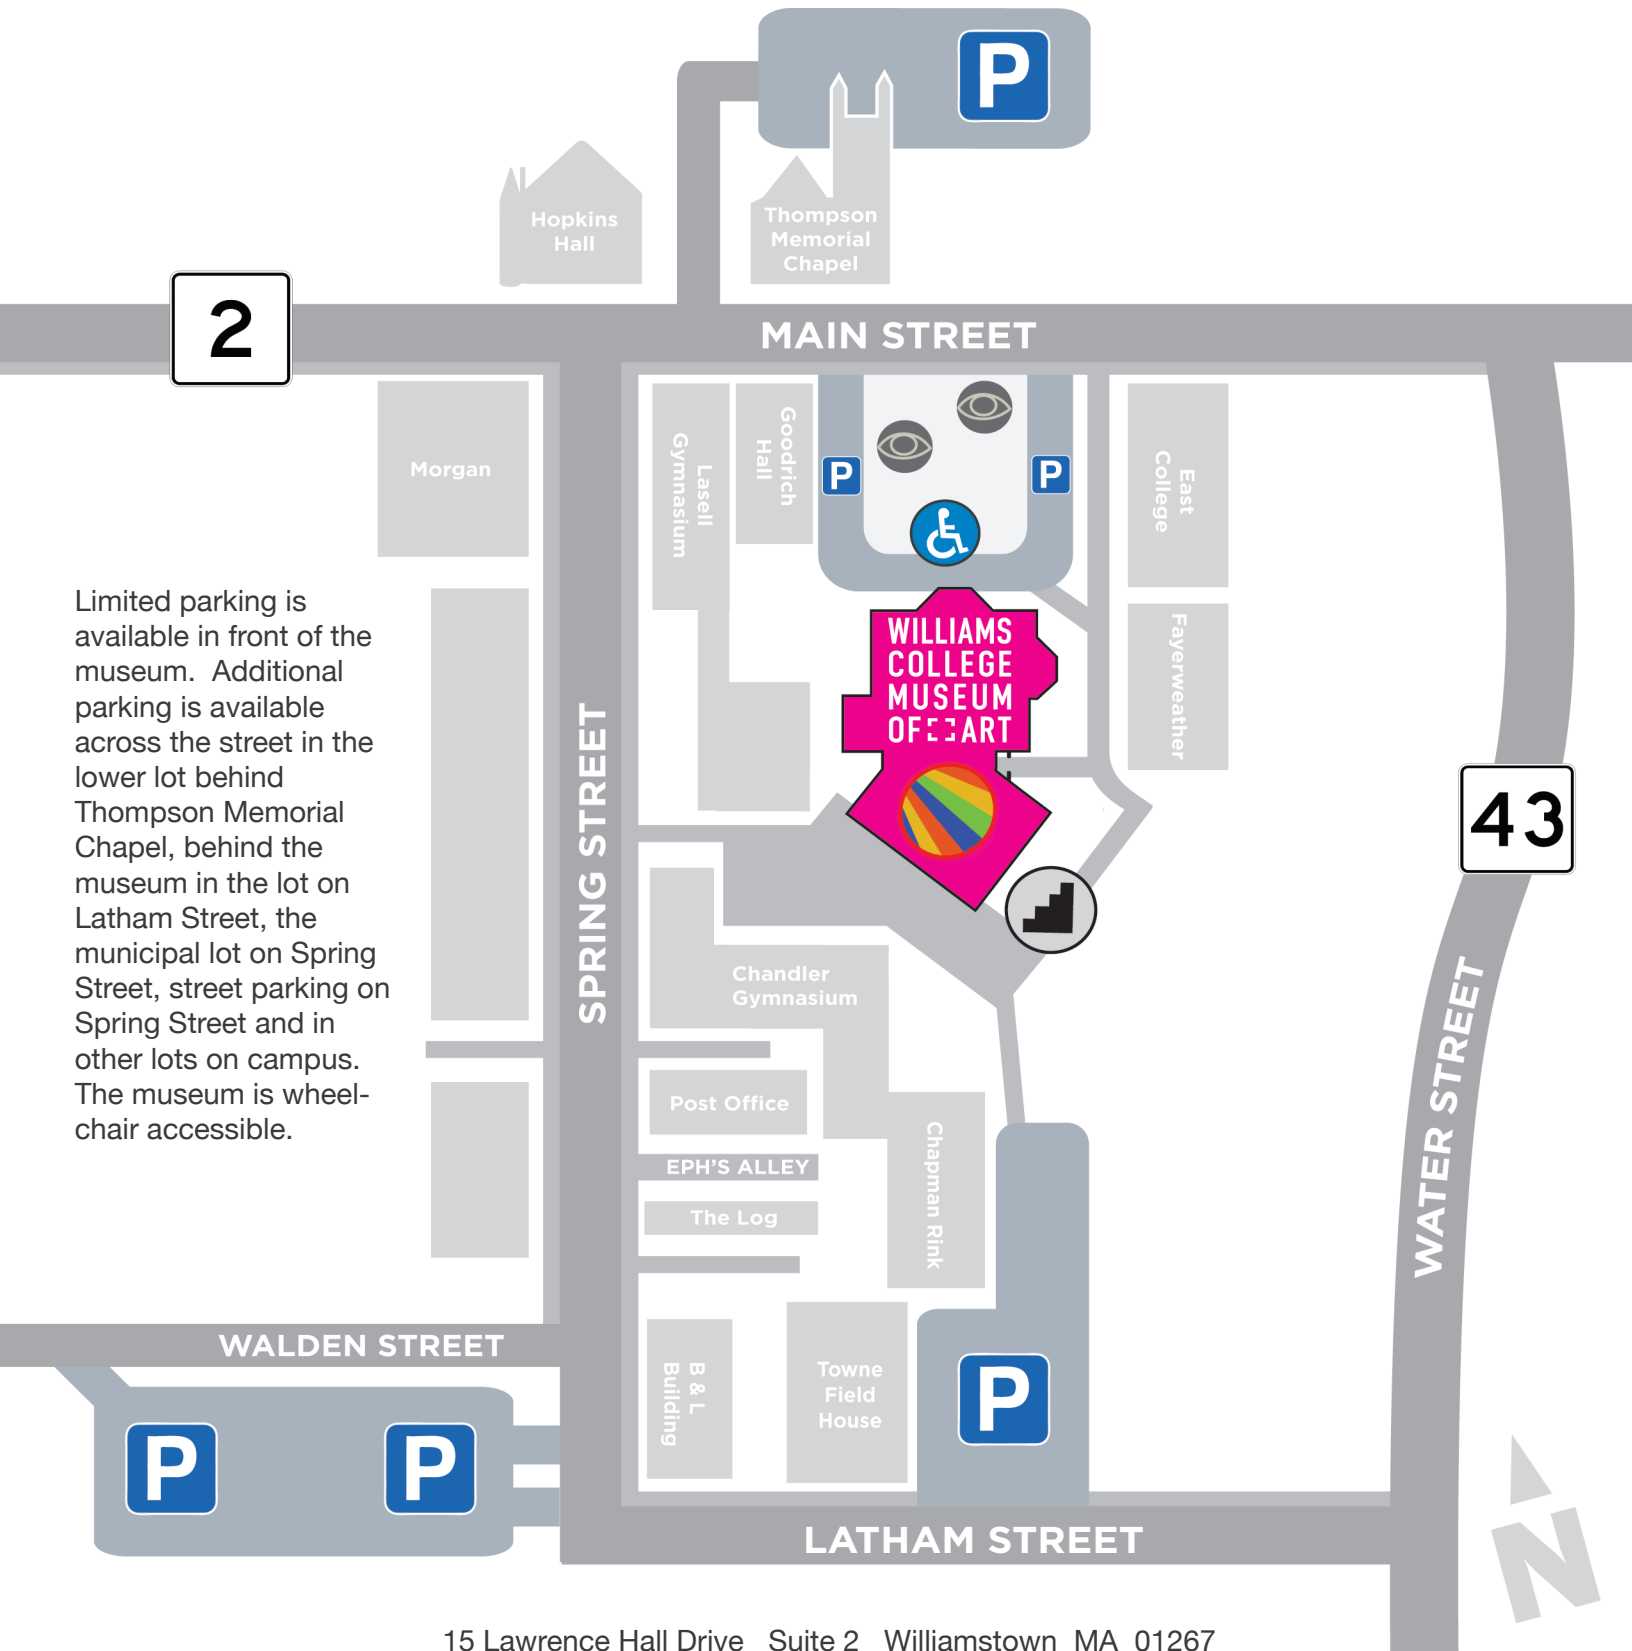 P
Hopkins
Hall
Thompson
Memorial
Chapel
2
MAIN STREET
Morgan
Lasell
Gymnasium
Goodrich
Hall
P
P
East
College
Limited parking is
available in front of the
museum. Additional
parking is available
across the street in the
lower lot behind
Thompson Memorial
Chapel, behind the
museum in the lot on
Latham Street, the
municipal lot on Spring
Street, street parking on
Spring Street and in
other lots on campus.
The museum is wheel-
chair accessible.
WILLIAMS
COLLEGE
MUSEUM
OF ART
Fayerweather
SPRING STREET
43
Chandler
Gymnasium
WATER STREET
Post Office
EPH'S ALLEY
The Log
Chapman Rink
WALDEN STREET
B & L
Building
Towne
Field
House
P
P
P
LATHAM STREET
N
15 Lawrence Hall Drive Suite 2 Williamstown MA 01267